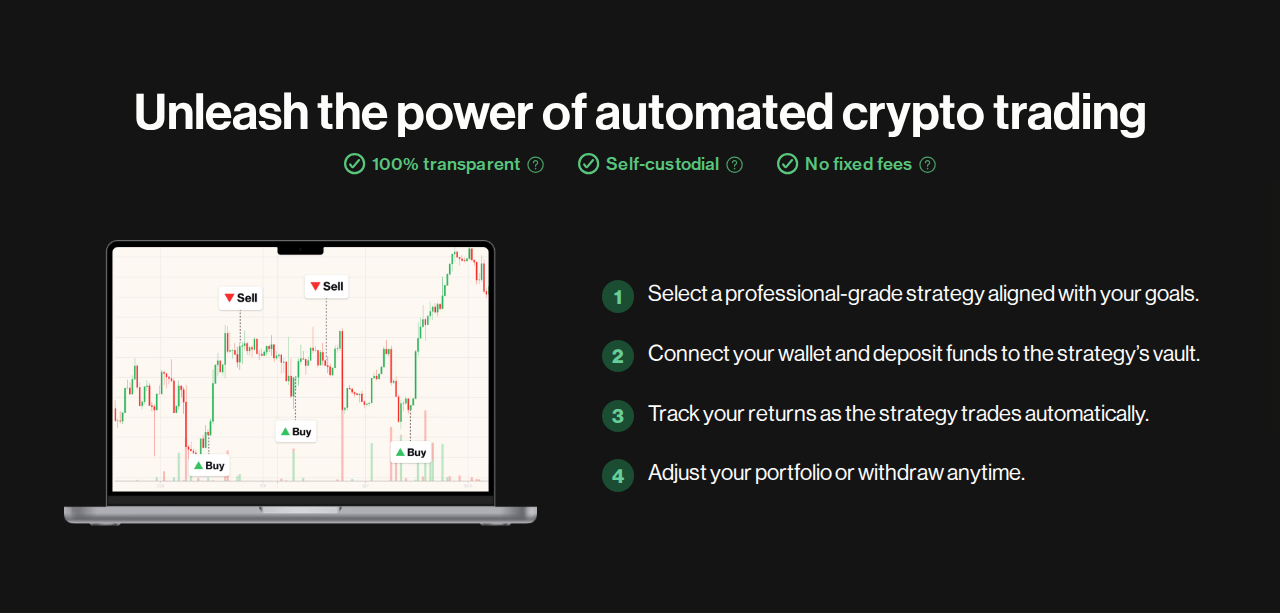 Unleash the power of automated crypto trading
100% transparent ? Self-custodial ? No fixed fees ?
Sell
Sell
Buy
Buy
Buy
1 Select a professional-grade strategy aligned with your goals.
2 Connect your wallet and deposit funds to the strategy’s vault.
3 Track your returns as the strategy trades automatically.
4 Adjust your portfolio or withdraw anytime.